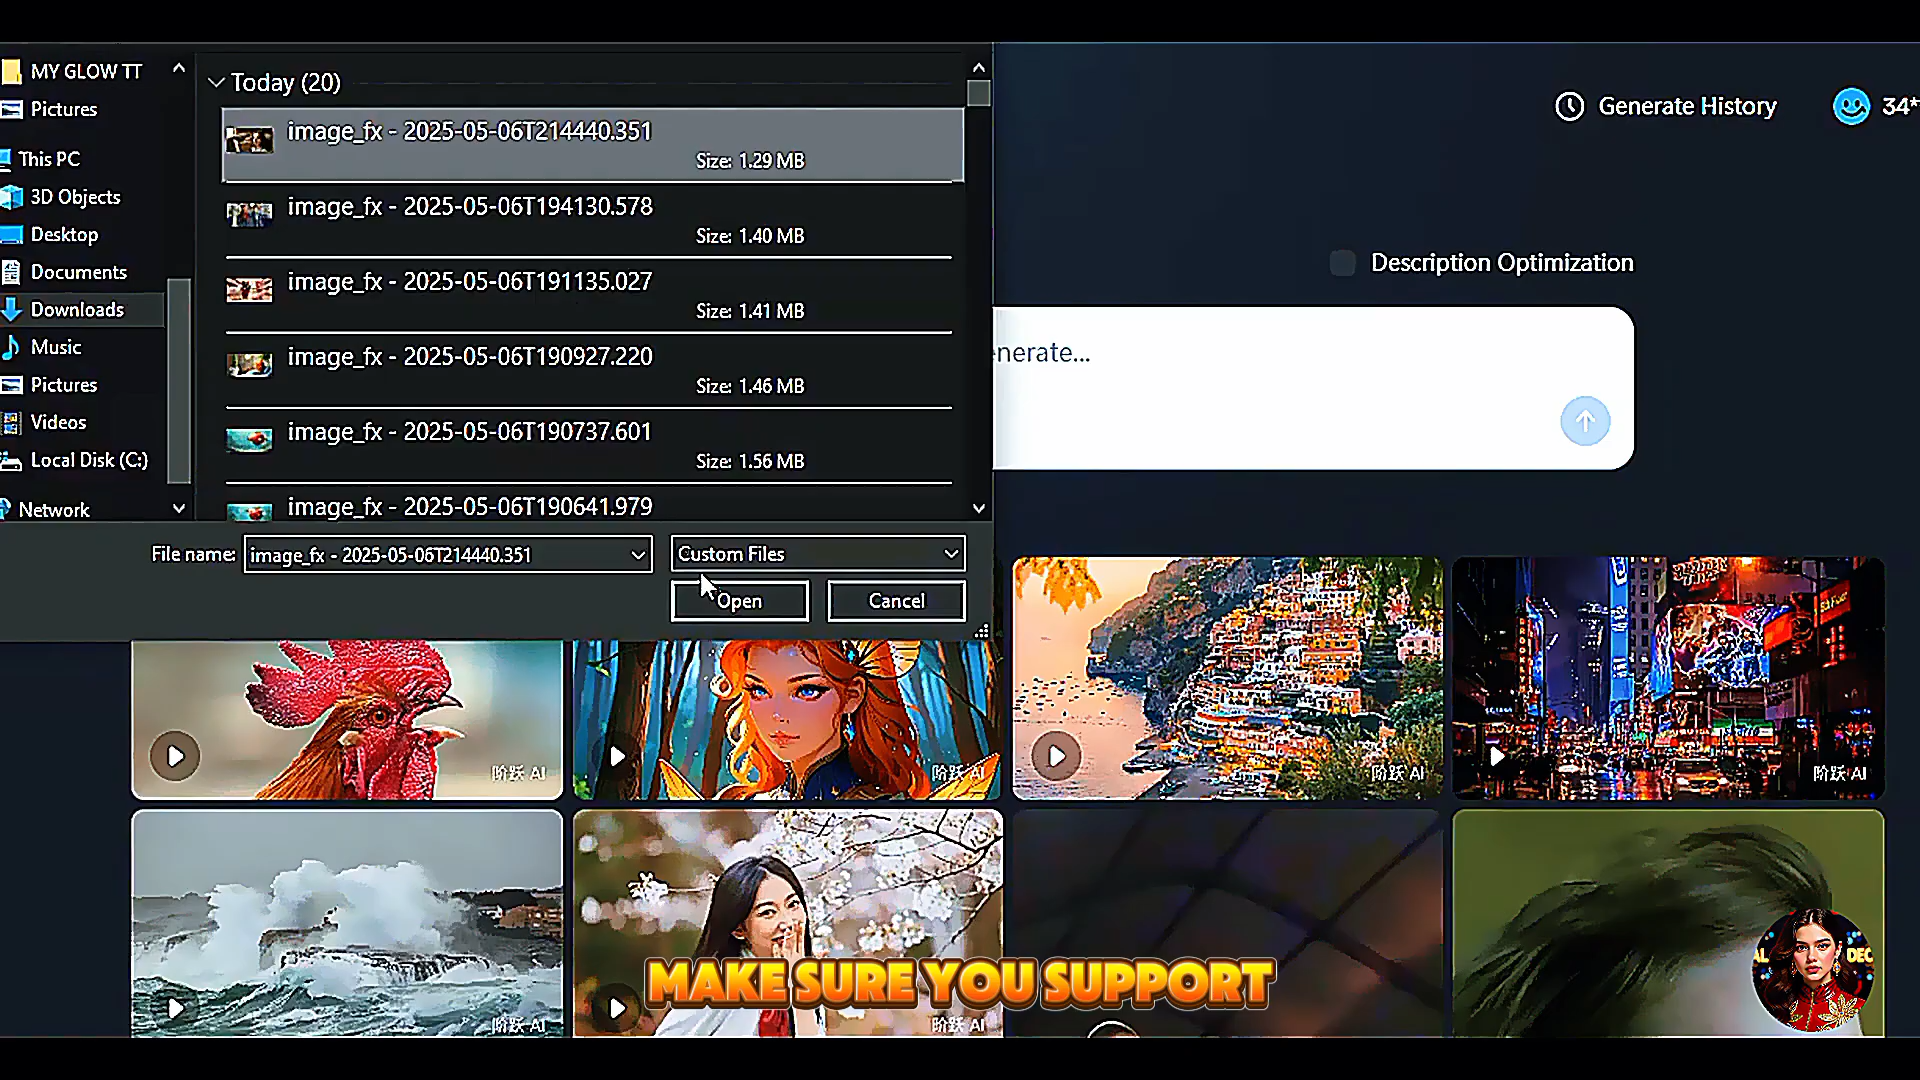 MY GLOW TT
Pictures
This PC
3D Objects
Desktop
Documents
Downloads
Music
Pictures
Videos
Local Disk (C:)
Network
Today (20)
image_fx - 2025-05-06T214440.351
Size: 1.29 MB
image_fx - 2025-05-06T194130.578
Size: 1.40 MB
image_fx - 2025-05-06T191135.027
Size: 1.41 MB
image_fx - 2025-05-06T190927.220
Size: 1.46 MB
image_fx - 2025-05-06T190737.601
Size: 1.56 MB
image_fx - 2025-05-06T190641.979
File name: image_fx - 2025-05-06T214440.351
Custom Files
Open
Cancel
Generate History
34*
Description Optimization
nerate...
阶跃 AI
阶跃 AI
阶跃 AI
阶跃 AI
阶跃 AI
阶跃 AI
MAKE SURE YOU SUPPORT
AL DEC